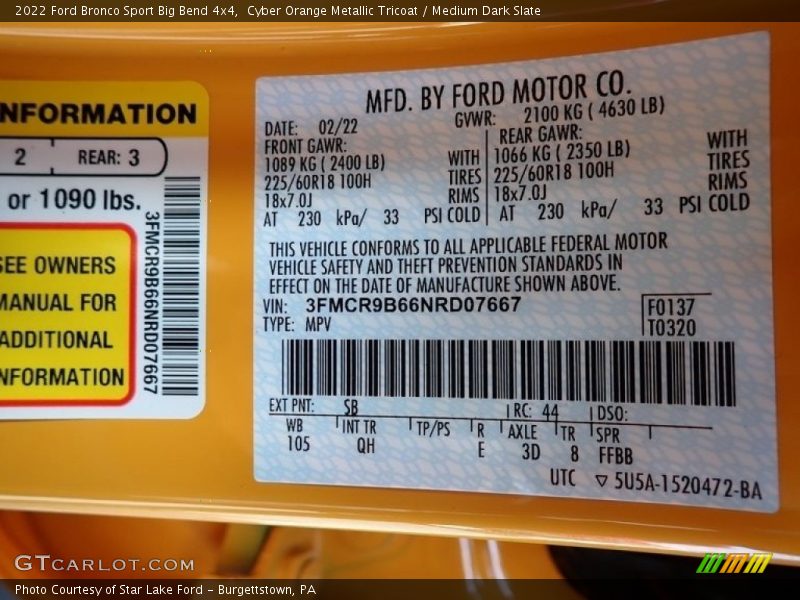 2022 Ford Bronco Sport Big Bend 4x4,  Cyber Orange Metallic Tricoat / Medium Dark Slate
NFORMATION
2 REAR: 3
or 1090 lbs.
SEE OWNERS
MANUAL FOR
ADDITIONAL
NFORMATION
3FMCR9B66NRD07667
MFD. BY FORD MOTOR CO.
DATE: 02/22 GVWR: 2100 KG ( 4630 LB)
FRONT GAWR: REAR GAWR:
1089 KG ( 2400 LB) WITH 1066 KG ( 2350 LB) WITH
225/60R18 100H TIRES 225/60R18 100H TIRES
18x7.0J RIMS 18x7.0J RIMS
AT 230 kPa/ 33 PSI COLD AT 230 kPa/ 33 PSI COLD
THIS VEHICLE CONFORMS TO ALL APPLICABLE FEDERAL MOTOR
VEHICLE SAFETY AND THEFT PREVENTION STANDARDS IN
EFFECT ON THE DATE OF MANUFACTURE SHOWN ABOVE.
VIN: 3FMCR9B66NRD07667 F0137
TYPE: MPV T0320
EXT PNT: SB RC: 44 DSO:
WB INT TR TP/PS R AXLE TR SPR
105 QH E 3D 8 FFBB
UTC ▽ 5U5A-1520472-BA
GTCARLOT.COM
Photo Courtesy of Star Lake Ford - Burgettstown, PA